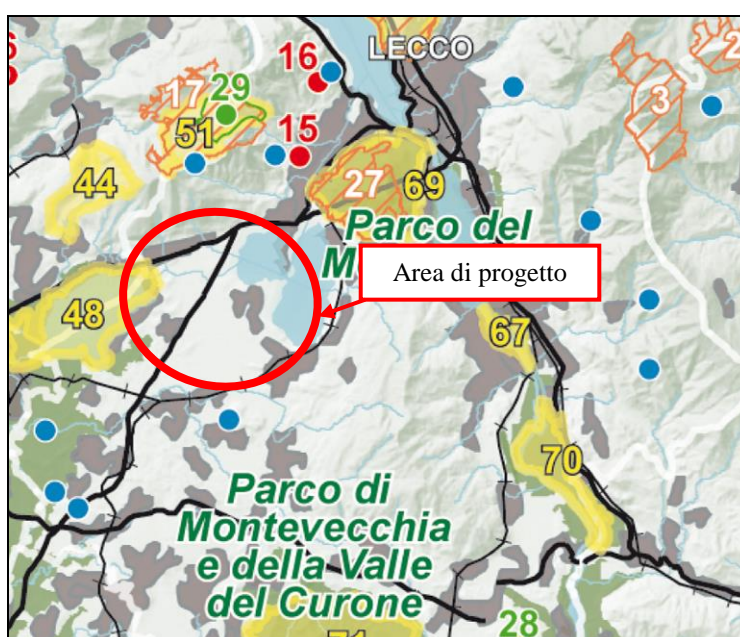 LECCO
16
17
29
3
2
51
15
44
27
69
Parco del
M
Area di progetto
48
67
70
Parco di
Montevecchia
e della Valle
del Curone
71
28